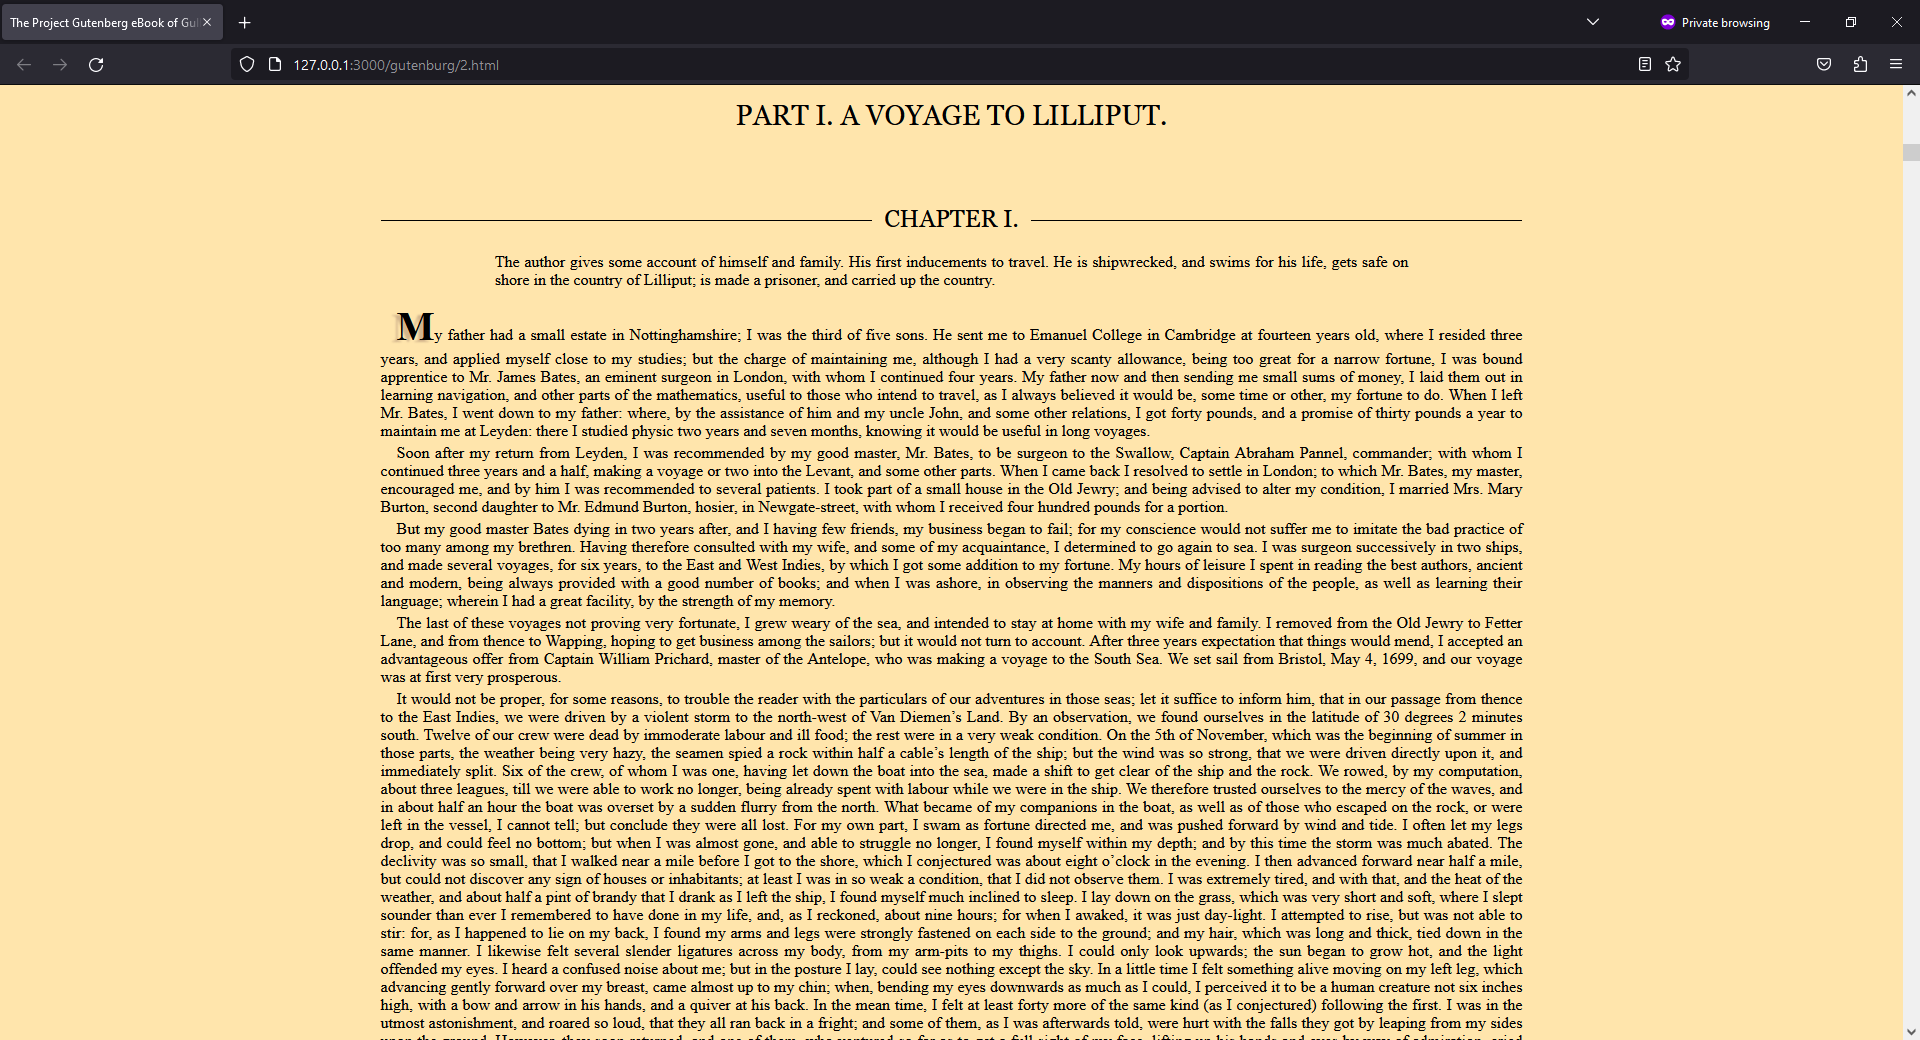 The Project Gutenberg eBook of Gul
Private browsing
127.0.0.1:3000/gutenburg/2.html
PART I. A VOYAGE TO LILLIPUT.
CHAPTER I.
The author gives some account of himself and family. His first inducements to travel. He is shipwrecked, and swims for his life, gets safe on
shore in the country of Lilliput; is made a prisoner, and carried up the country.
My father had a small estate in Nottinghamshire; I was the third of five sons. He sent me to Emanuel College in Cambridge at fourteen years old, where I resided three
years, and applied myself close to my studies; but the charge of maintaining me, although I had a very scanty allowance, being too great for a narrow fortune, I was bound
apprentice to Mr. James Bates, an eminent surgeon in London, with whom I continued four years. My father now and then sending me small sums of money, I laid them out in
learning navigation, and other parts of the mathematics, useful to those who intend to travel, as I always believed it would be, some time or other, my fortune to do. When I left
Mr. Bates, I went down to my father: where, by the assistance of him and my uncle John, and some other relations, I got forty pounds, and a promise of thirty pounds a year to
maintain me at Leyden: there I studied physic two years and seven months, knowing it would be useful in long voyages.
Soon after my return from Leyden, I was recommended by my good master, Mr. Bates, to be surgeon to the Swallow, Captain Abraham Pannel, commander; with whom I
continued three years and a half, making a voyage or two into the Levant, and some other parts. When I came back I resolved to settle in London; to which Mr. Bates, my master,
encouraged me, and by him I was recommended to several patients. I took part of a small house in the Old Jewry; and being advised to alter my condition, I married Mrs. Mary
Burton, second daughter to Mr. Edmund Burton, hosier, in Newgate-street, with whom I received four hundred pounds for a portion.
But my good master Bates dying in two years after, and I having few friends, my business began to fail; for my conscience would not suffer me to imitate the bad practice of
too many among my brethren. Having therefore consulted with my wife, and some of my acquaintance, I determined to go again to sea. I was surgeon successively in two ships,
and made several voyages, for six years, to the East and West Indies, by which I got some addition to my fortune. My hours of leisure I spent in reading the best authors, ancient
and modern, being always provided with a good number of books; and when I was ashore, in observing the manners and dispositions of the people, as well as learning their
language; wherein I had a great facility, by the strength of my memory.
The last of these voyages not proving very fortunate, I grew weary of the sea, and intended to stay at home with my wife and family. I removed from the Old Jewry to Fetter
Lane, and from thence to Wapping, hoping to get business among the sailors; but it would not turn to account. After three years expectation that things would mend, I accepted an
advantageous offer from Captain William Prichard, master of the Antelope, who was making a voyage to the South Sea. We set sail from Bristol, May 4, 1699, and our voyage
was at first very prosperous.
It would not be proper, for some reasons, to trouble the reader with the particulars of our adventures in those seas; let it suffice to inform him, that in our passage from thence
to the East Indies, we were driven by a violent storm to the north-west of Van Diemen’s Land. By an observation, we found ourselves in the latitude of 30 degrees 2 minutes
south. Twelve of our crew were dead by immoderate labour and ill food; the rest were in a very weak condition. On the 5th of November, which was the beginning of summer in
those parts, the weather being very hazy, the seamen spied a rock within half a cable’s length of the ship; but the wind was so strong, that we were driven directly upon it, and
immediately split. Six of the crew, of whom I was one, having let down the boat into the sea, made a shift to get clear of the ship and the rock. We rowed, by my computation,
about three leagues, till we were able to work no longer, being already spent with labour while we were in the ship. We therefore trusted ourselves to the mercy of the waves, and
in about half an hour the boat was overset by a sudden flurry from the north. What became of my companions in the boat, as well as of those who escaped on the rock, or were
left in the vessel, I cannot tell; but conclude they were all lost. For my own part, I swam as fortune directed me, and was pushed forward by wind and tide. I often let my legs
drop, and could feel no bottom; but when I was almost gone, and able to struggle no longer, I found myself within my depth; and by this time the storm was much abated. The
declivity was so small, that I walked near a mile before I got to the shore, which I conjectured was about eight o’clock in the evening. I then advanced forward near half a mile,
but could not discover any sign of houses or inhabitants; at least I was in so weak a condition, that I did not observe them. I was extremely tired, and with that, and the heat of the
weather, and about half a pint of brandy that I drank as I left the ship, I found myself much inclined to sleep. I lay down on the grass, which was very short and soft, where I slept
sounder than ever I remembered to have done in my life, and, as I reckoned, about nine hours; for when I awaked, it was just day-light. I attempted to rise, but was not able to
stir: for, as I happened to lie on my back, I found my arms and legs were strongly fastened on each side to the ground; and my hair, which was long and thick, tied down in the
same manner. I likewise felt several slender ligatures across my body, from my arm-pits to my thighs. I could only look upwards; the sun began to grow hot, and the light
offended my eyes. I heard a confused noise about me; but in the posture I lay, could see nothing except the sky. In a little time I felt something alive moving on my left leg, which
advancing gently forward over my breast, came almost up to my chin; when, bending my eyes downwards as much as I could, I perceived it to be a human creature not six inches
high, with a bow and arrow in his hands, and a quiver at his back. In the mean time, I felt at least forty more of the same kind (as I conjectured) following the first. I was in the
utmost astonishment, and roared so loud, that they all ran back in a fright; and some of them, as I was afterwards told, were hurt with the falls they got by leaping from my sides